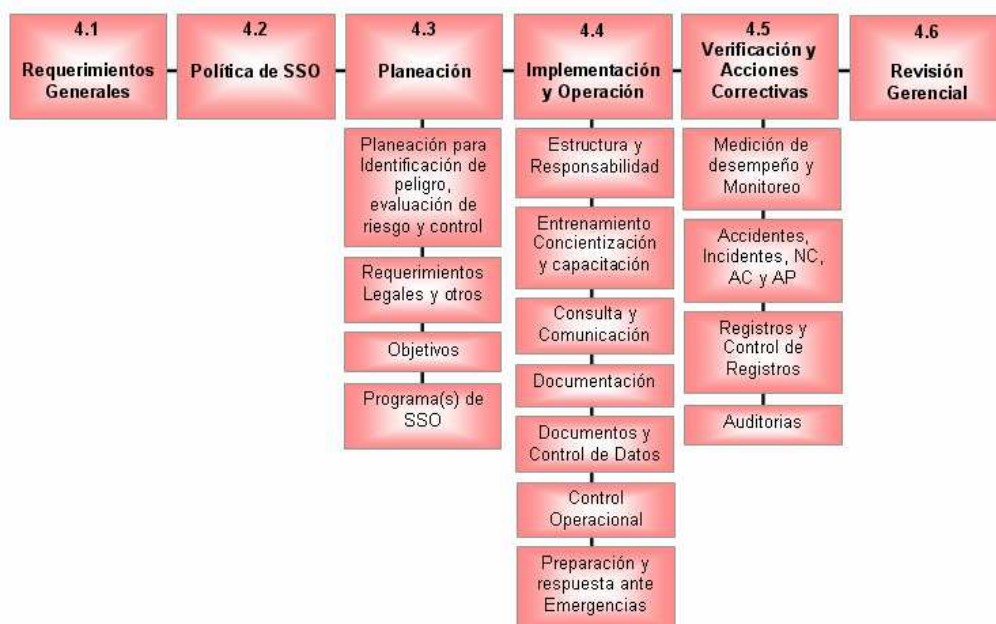 4.1
Requerimientos
Generales
4.2
Política de SSO
4.3
Planeación
4.4
Implementación
y Operación
4.5
Verificación y
Acciones
Correctivas
4.6
Revisión
Gerencial
Planeación para
Identificación de
peligro,
evaluación de
riesgo y control
Requerimientos
Legales y otros
Objetivos
Programa(s) de
SSO
Estructura y
Responsabilidad
Entrenamiento
Concientización
y capacitación
Consulta y
Comunicación
Documentación
Documentos y
Control de Datos
Control
Operacional
Preparación y
respuesta ante
Emergencias
Medición de
desempeño y
Monitoreo
Accidentes,
Incidentes, NC,
AC y AP
Registros y
Control de
Registros
Auditorias